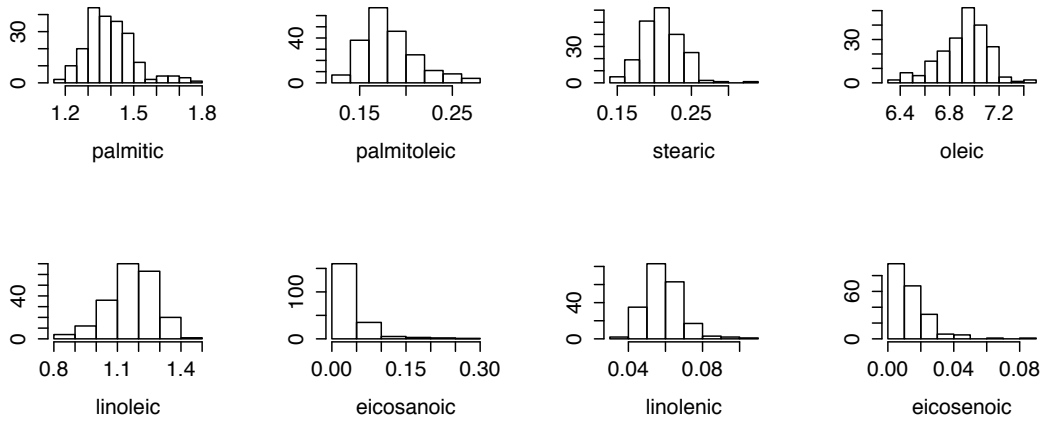 0 30
1.2 1.5 1.8
palmitic
0 40
0.15 0.25
palmitoleic
0 30
0.15 0.25
stearic
0 30
6.4 6.8 7.2
oleic
0 40
0.8 1.1 1.4
linoleic
0 100
0.00 0.15 0.30
eicosanoic
0 40
0.04 0.08
linolenic
0 60
0.00 0.04 0.08
eicosenoic